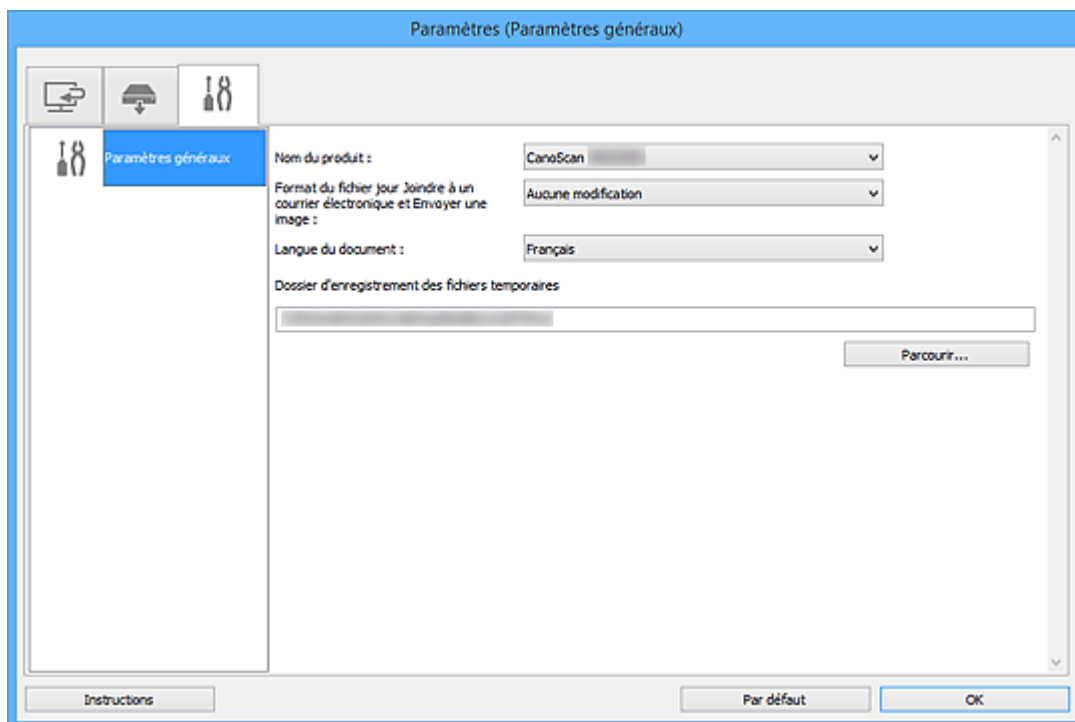 Paramètres (Paramètres généraux)
Paramètres généraux
Nom du produit :
CanoScan
Format du fichier jour Joindre à un
courrier électronique et Envoyer une
image :
Aucune modification
Langue du document :
Français
Dossier d'enregistrement des fichiers temporaires
Parcourir...
Instructions
Par défaut
OK